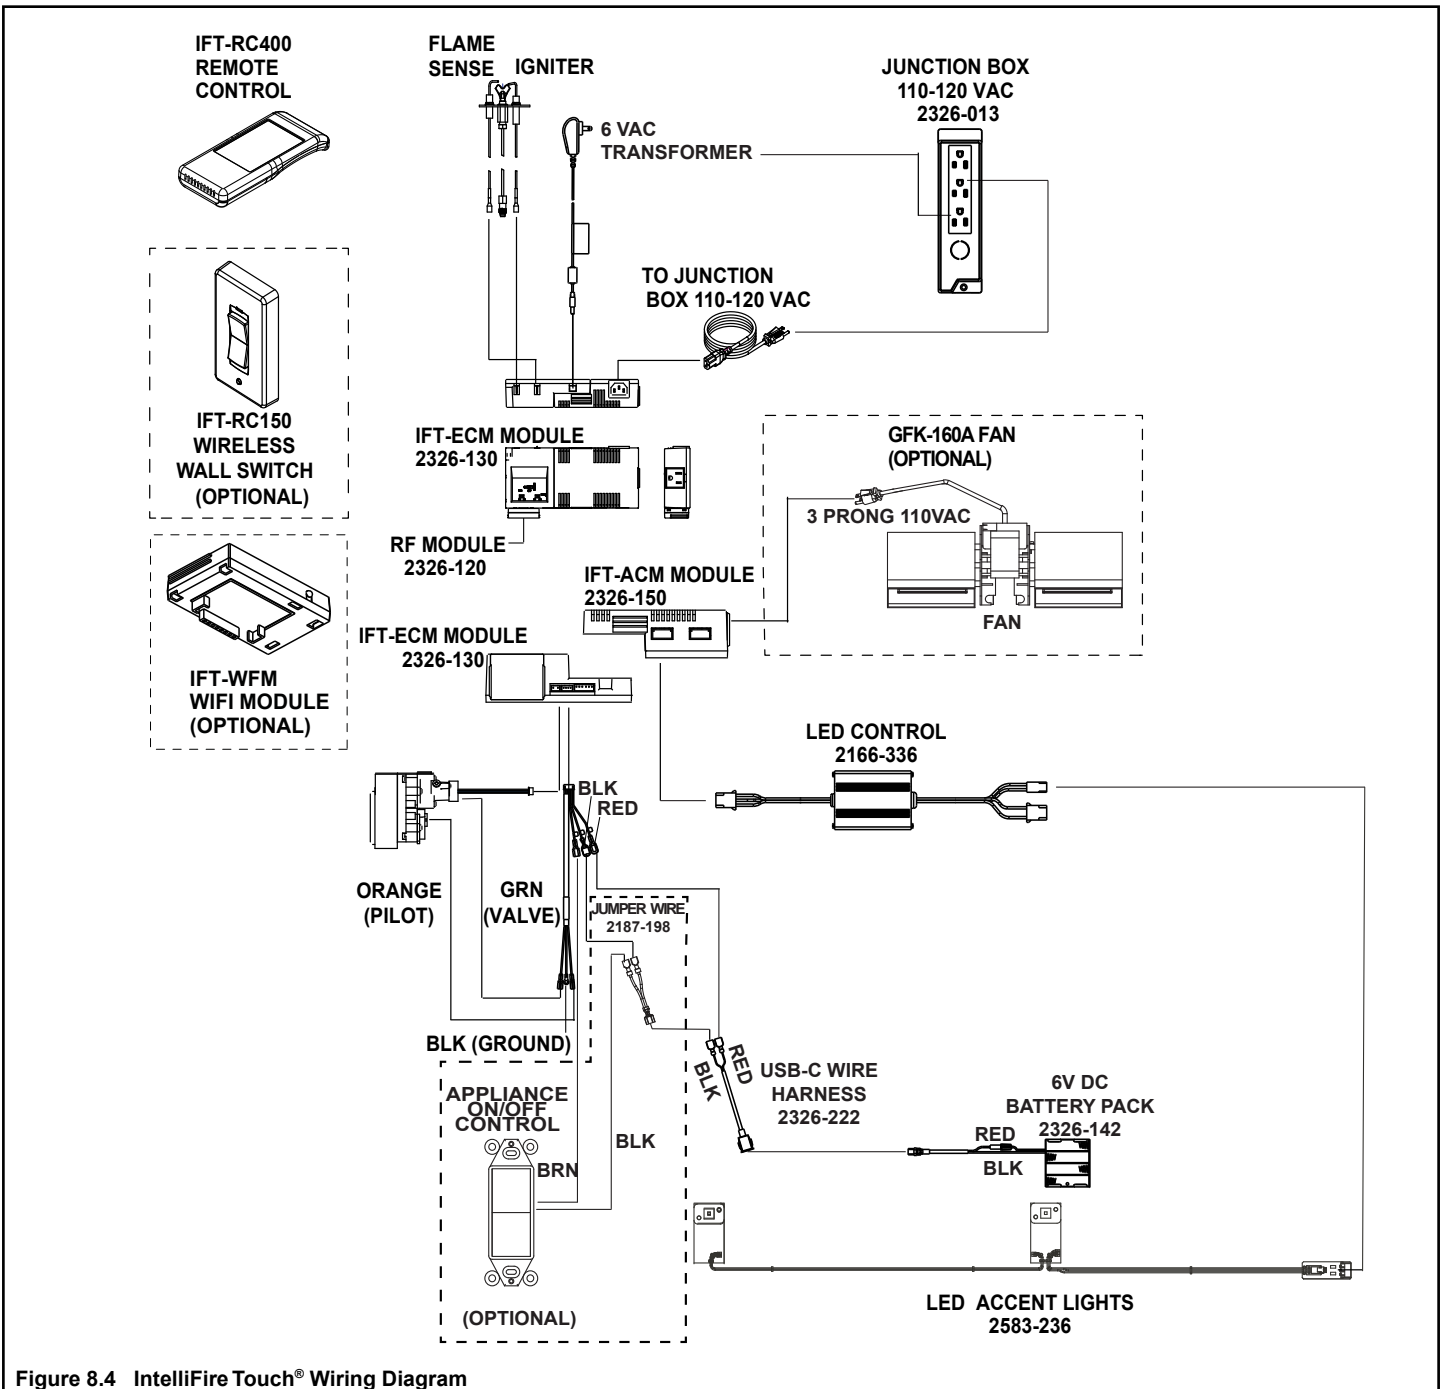 IFT-RC400
REMOTE
CONTROL
FLAME
SENSE
IGNITER
6 VAC
TRANSFORMER
JUNCTION BOX
110-120 VAC
2326-013
TO JUNCTION
BOX 110-120 VAC
IFT-RC150
WIRELESS
WALL SWITCH
(OPTIONAL)
IFT-ECM MODULE
2326-130
RF MODULE
2326-120
GFK-160A FAN
(OPTIONAL)
3 PRONG 110VAC
FAN
IFT-ACM MODULE
2326-150
IFT-ECM MODULE
2326-130
IFT-WFM
WIFI MODULE
(OPTIONAL)
LED CONTROL
2166-336
BLK
RED
ORANGE
(PILOT)
GRN
(VALVE)
JUMPER WIRE
2187-198
BLK (GROUND)
RED
BLK
USB-C WIRE
HARNESS
2326-222
6V DC
BATTERY PACK
2326-142
RED
BLK
APPLIANCE
ON/OFF
CONTROL
BRN
BLK
(OPTIONAL)
LED ACCENT LIGHTS
2583-236
Figure 8.4 IntelliFire Touch® Wiring Diagram